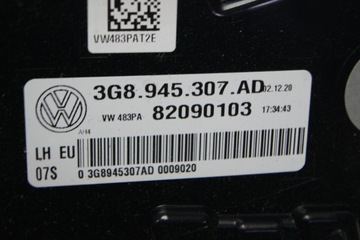 VW483PAT2E
3G8.945.307.AD 02.12.20
VW 483PA 82090103 17:34:43
LH EU
07S 0 3G8945307AD 0009020